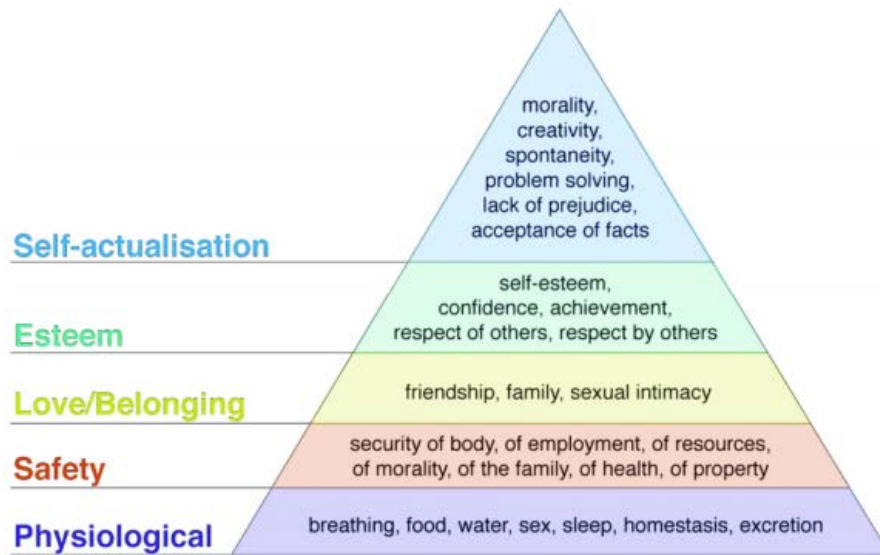 morality,
creativity,
spontaneity,
problem solving,
lack of prejudice,
acceptance of facts
Self-actualisation
self-esteem,
confidence, achievement,
respect of others, respect by others
Esteem
friendship, family, sexual intimacy
Love/Belonging
security of body, of employment, of resources,
of morality, of the family, of health, of property
Safety
breathing, food, water, sex, sleep, homestasis, excretion
Physiological